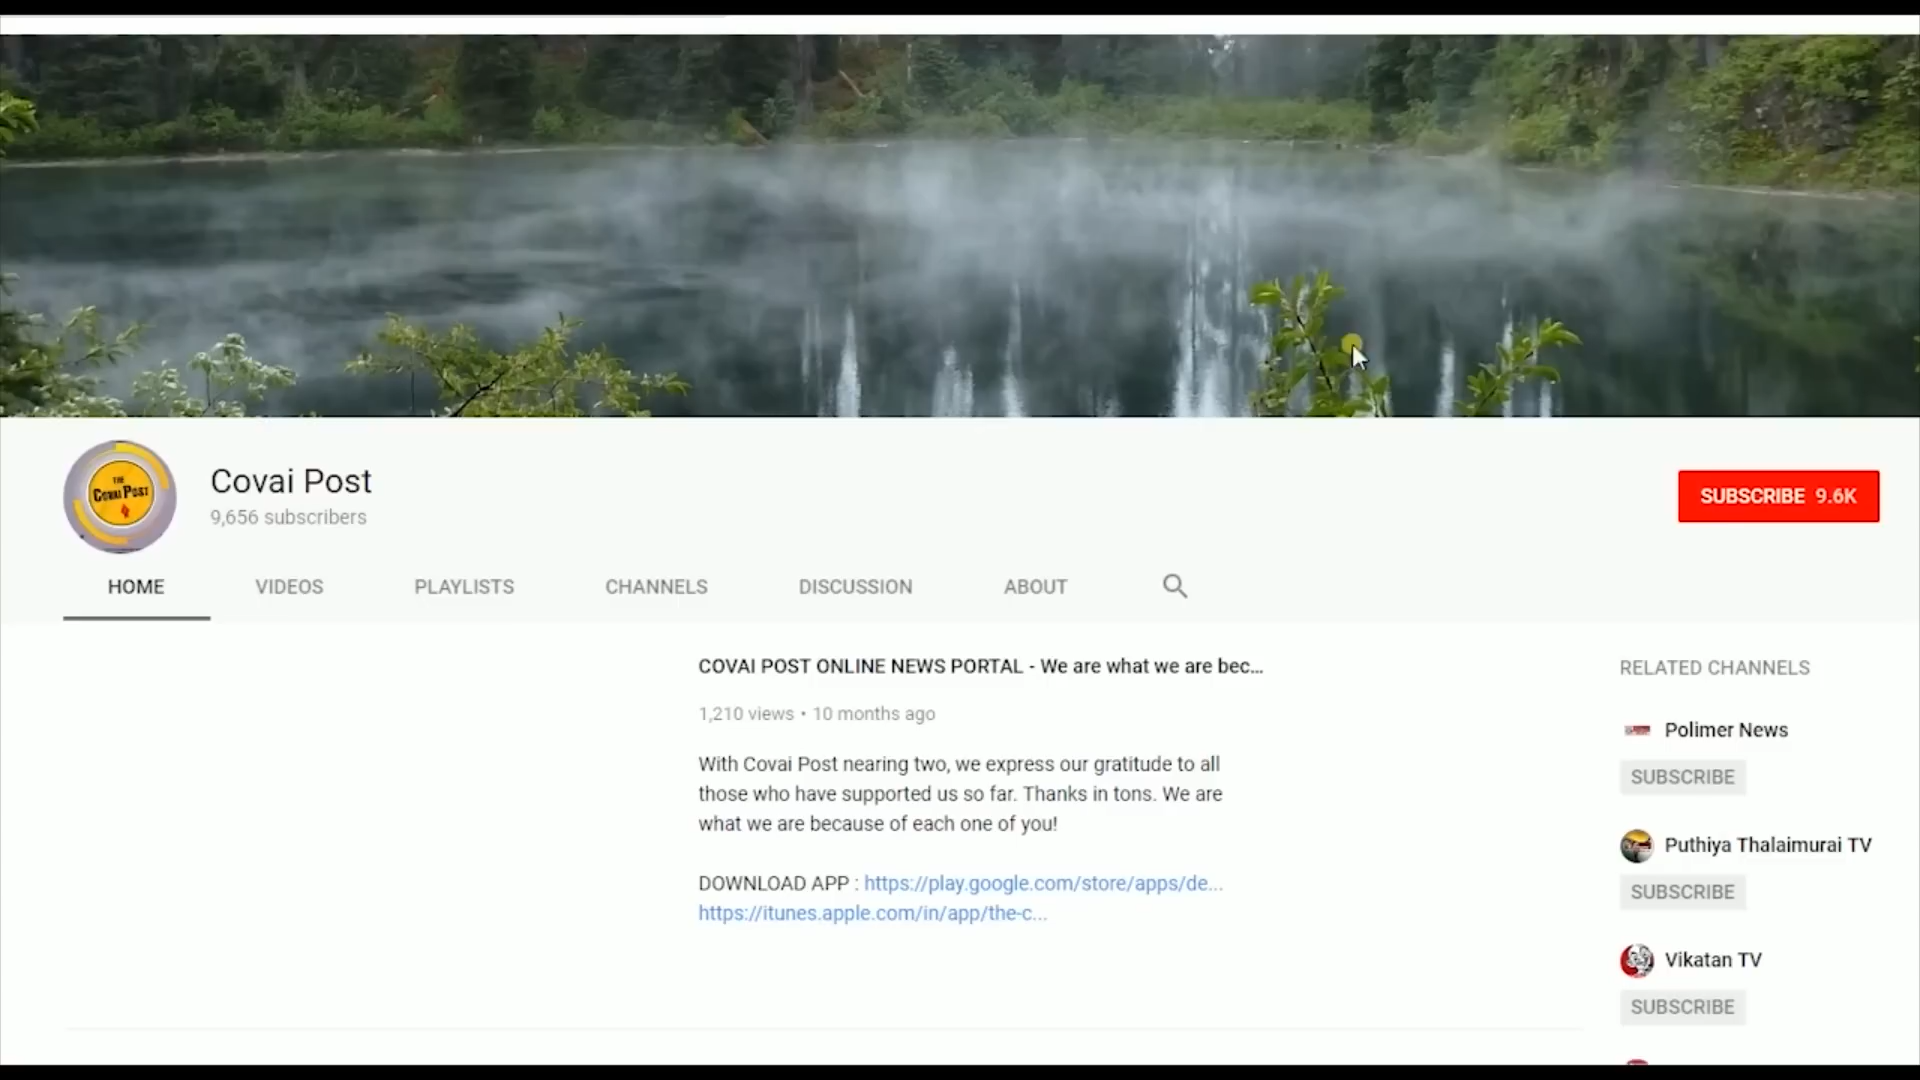 THE
COVAI POST
Covai Post
9,656 subscribers
SUBSCRIBE 9.6K
HOME
VIDEOS
PLAYLISTS
CHANNELS
DISCUSSION
ABOUT
COVAI POST ONLINE NEWS PORTAL - We are what we are bec...
1,210 views • 10 months ago
With Covai Post nearing two, we express our gratitude to all
those who have supported us so far. Thanks in tons. We are
what we are because of each one of you!
DOWNLOAD APP : https://play.google.com/store/apps/de...
https://itunes.apple.com/in/app/the-c...
RELATED CHANNELS
Polimer News
SUBSCRIBE
Puthiya Thalaimurai TV
SUBSCRIBE
Vikatan TV
SUBSCRIBE